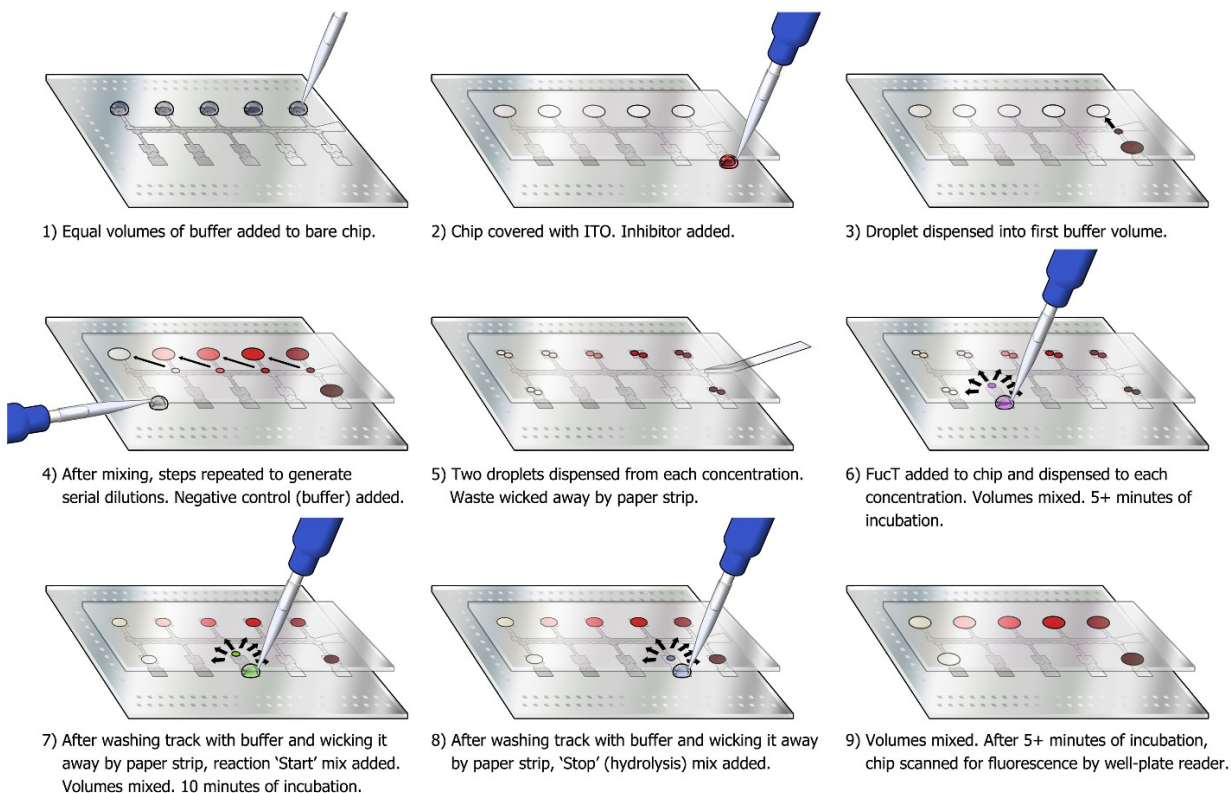 1) Equal volumes of buffer added to bare chip.
2) Chip covered with ITO. Inhibitor added.
3) Droplet dispensed into first buffer volume.
4) After mixing, steps repeated to generate
serial dilutions. Negative control (buffer) added.
5) Two droplets dispensed from each concentration.
Waste wicked away by paper strip.
6) FucT added to chip and dispensed to each
concentration. Volumes mixed. 5+ minutes of
incubation.
7) After washing track with buffer and wicking it
away by paper strip, reaction ‘Start’ mix added.
Volumes mixed. 10 minutes of incubation.
8) After washing track with buffer and wicking it away
by paper strip, ‘Stop’ (hydrolysis) mix added.
9) Volumes mixed. After 5+ minutes of incubation,
chip scanned for fluorescence by well-plate reader.